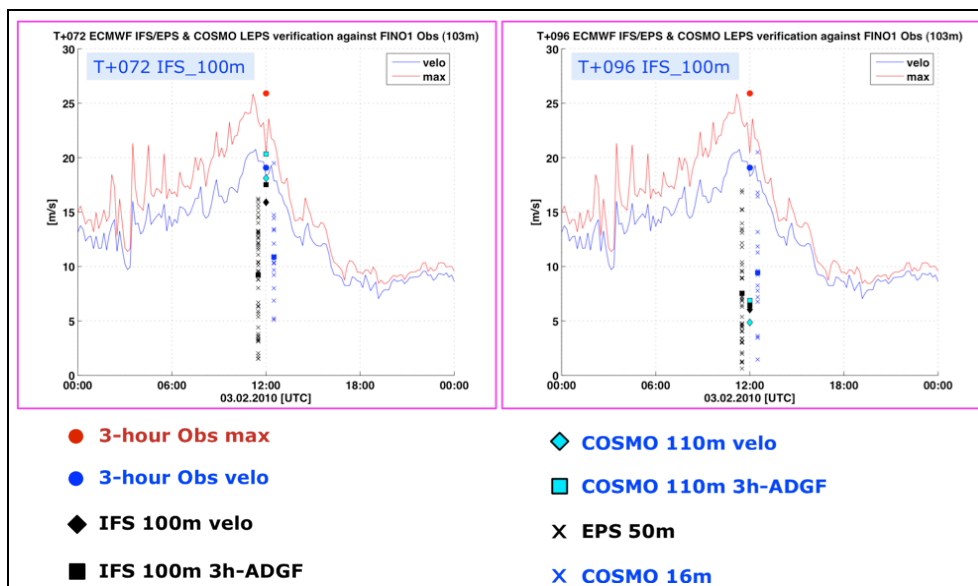 T+072 ECMWF IFS/EPS & COSMO LEPS verification against FINO1 Obs (103m)
30
T+072 IFS_100m
velo
max
25
20
15
[m/s]
10
5
0
00:00 06:00 12:00 18:00 00:00
03.02.2010 [UTC]
T+096 ECMWF IFS/EPS & COSMO LEPS verification against FINO1 Obs (103m)
30
T+096 IFS_100m
velo
max
25
20
15
[m/s]
10
5
0
00:00 06:00 12:00 18:00 00:00
03.02.2010 [UTC]
3-hour Obs max
3-hour Obs velo
IFS 100m velo
IFS 100m 3h-ADGF
COSMO 110m velo
COSMO 110m 3h-ADGF
EPS 50m
COSMO 16m